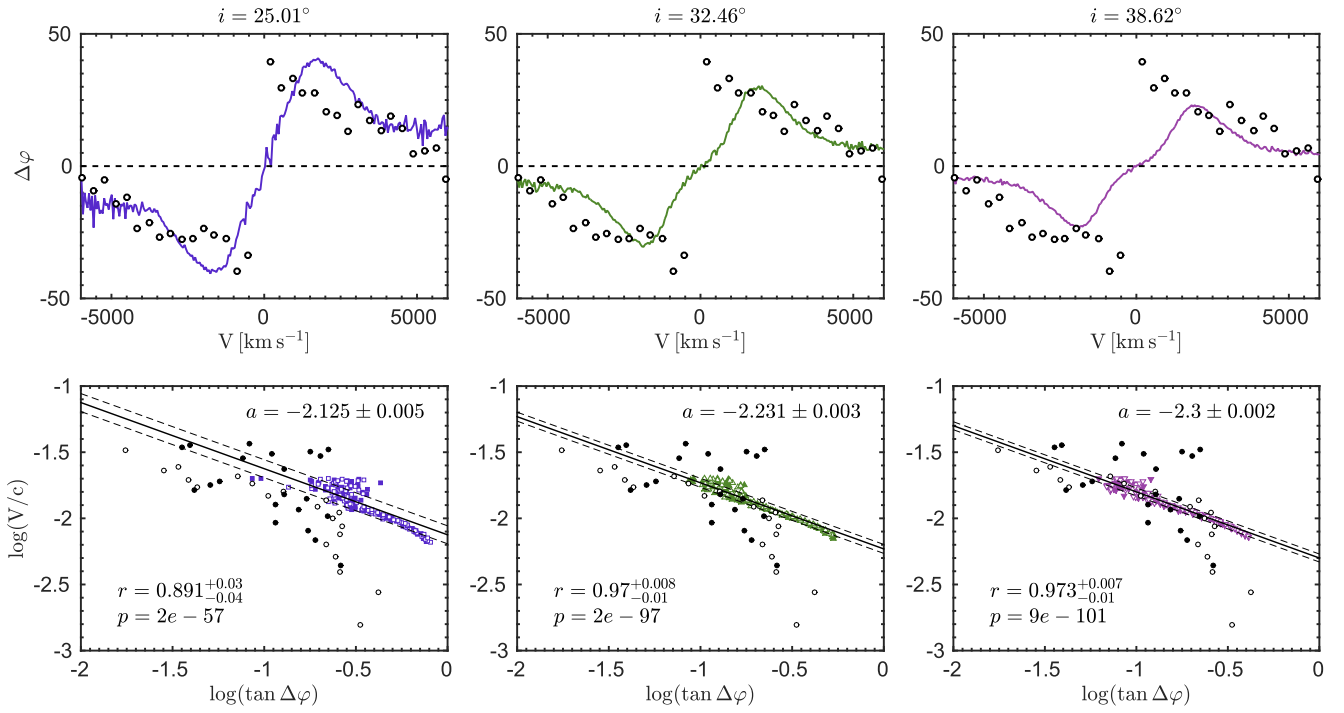 i = 25.01°
i = 32.46°
i = 38.62°
50
0
-50
Δφ
-5000 0 5000
V [km s⁻¹]
50
0
-50
-5000 0 5000
V [km s⁻¹]
50
0
-50
-5000 0 5000
V [km s⁻¹]
-1
-1.5
-2
-2.5
-3
log(V/c)
a = −2.125 ± 0.005
r = 0.891+0.03−0.04
p = 2e − 57
-2 -1.5 -1 -0.5 0
log(tan Δφ)
-1
-1.5
-2
-2.5
-3
a = −2.231 ± 0.003
r = 0.97+0.008−0.01
p = 2e − 97
-2 -1.5 -1 -0.5 0
log(tan Δφ)
-1
-1.5
-2
-2.5
-3
a = −2.3 ± 0.002
r = 0.973+0.007−0.01
p = 9e − 101
-2 -1.5 -1 -0.5 0
log(tan Δφ)